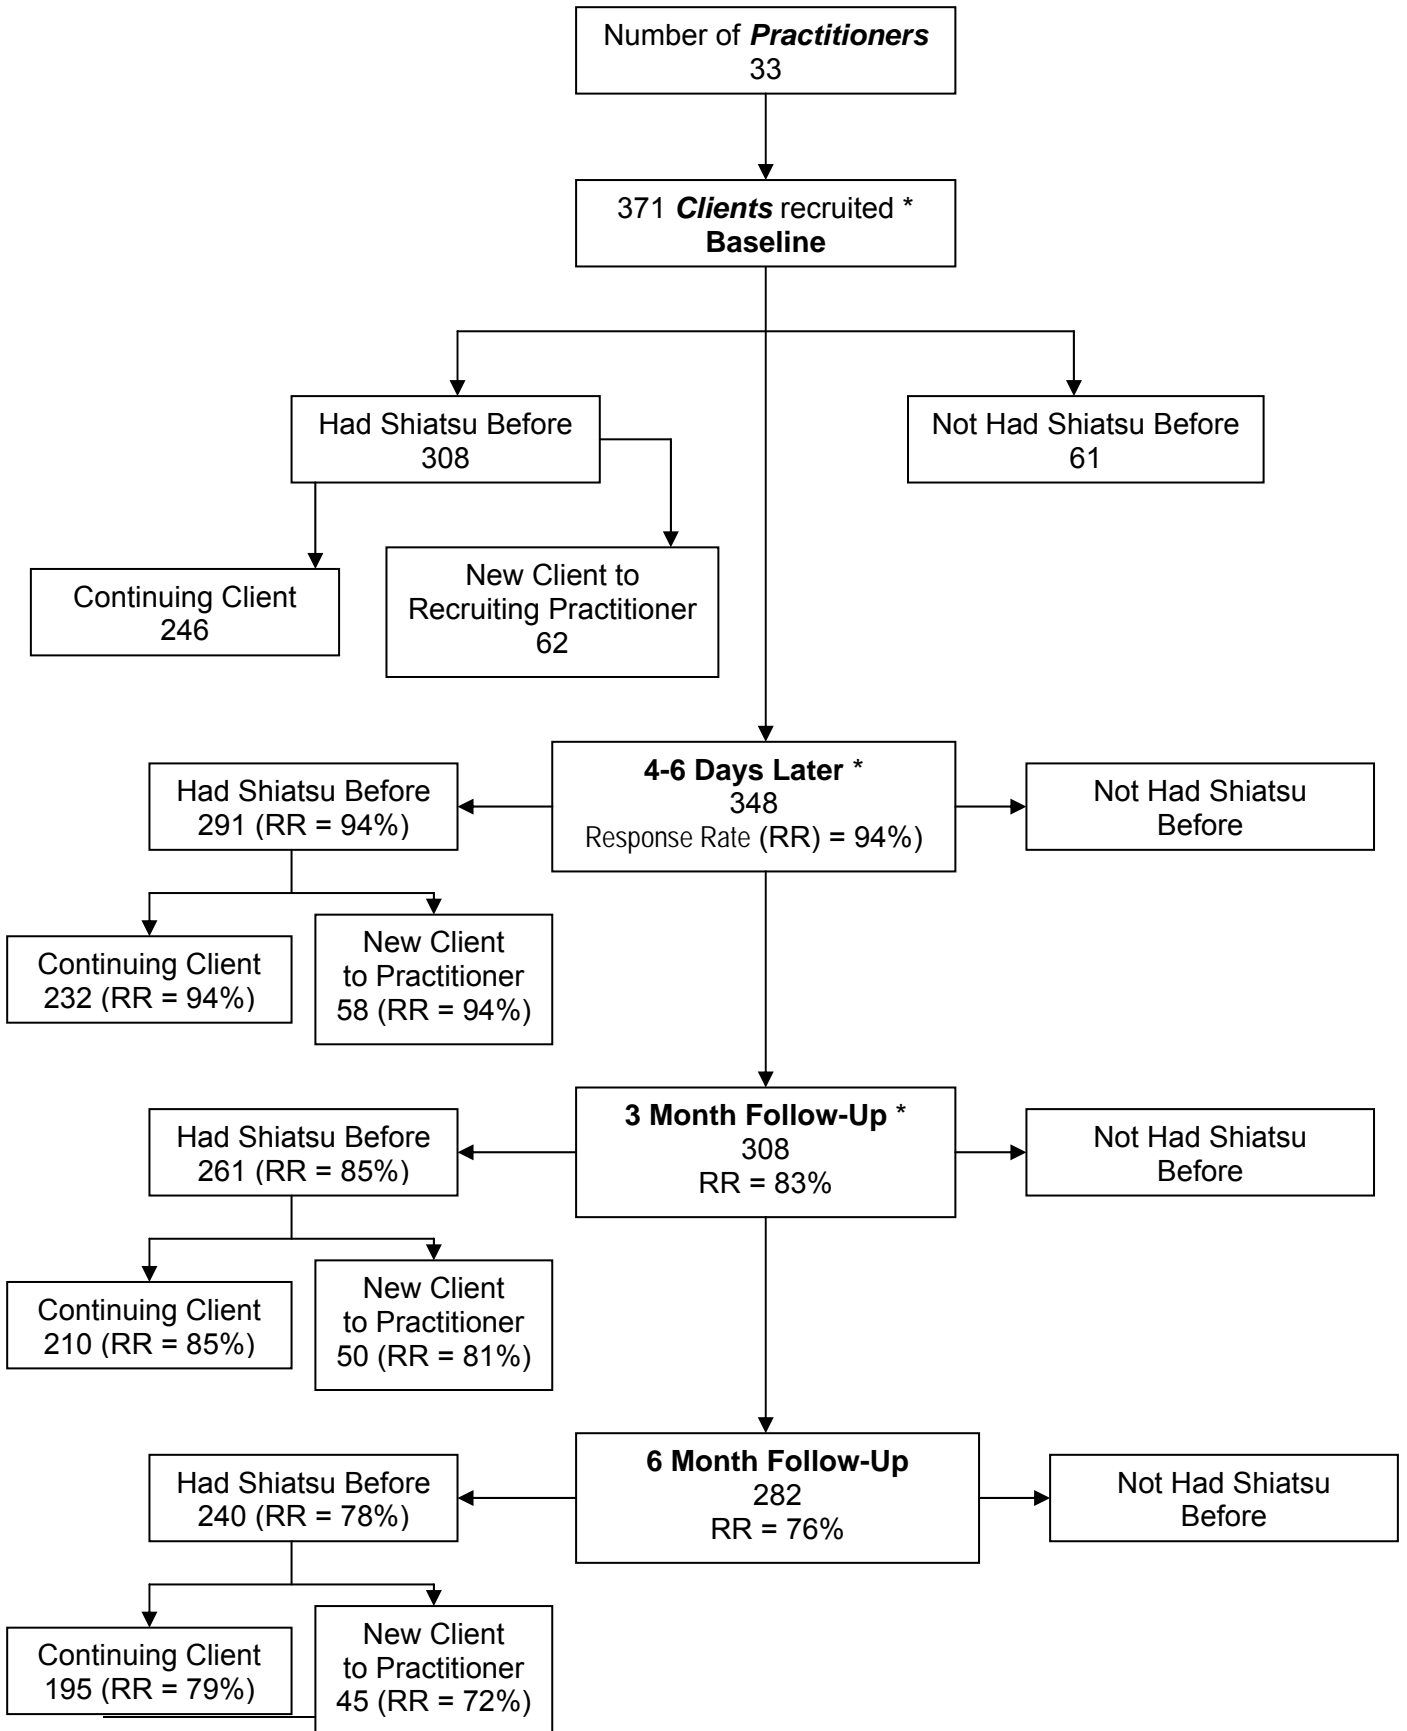 Number of Practitioners
33
371 Clients recruited *
Baseline
Had Shiatsu Before
308
Not Had Shiatsu Before
61
Continuing Client
246
New Client to
Recruiting Practitioner
62
4-6 Days Later *
348
Response Rate (RR) = 94%)
Had Shiatsu Before
291 (RR = 94%)
Not Had Shiatsu
Before
Continuing Client
232 (RR = 94%)
New Client
to Practitioner
58 (RR = 94%)
3 Month Follow-Up *
308
RR = 83%
Had Shiatsu Before
261 (RR = 85%)
Not Had Shiatsu
Before
Continuing Client
210 (RR = 85%)
New Client
to Practitioner
50 (RR = 81%)
6 Month Follow-Up
282
RR = 76%
Had Shiatsu Before
240 (RR = 78%)
Not Had Shiatsu
Before
Continuing Client
195 (RR = 79%)
New Client
to Practitioner
45 (RR = 72%)